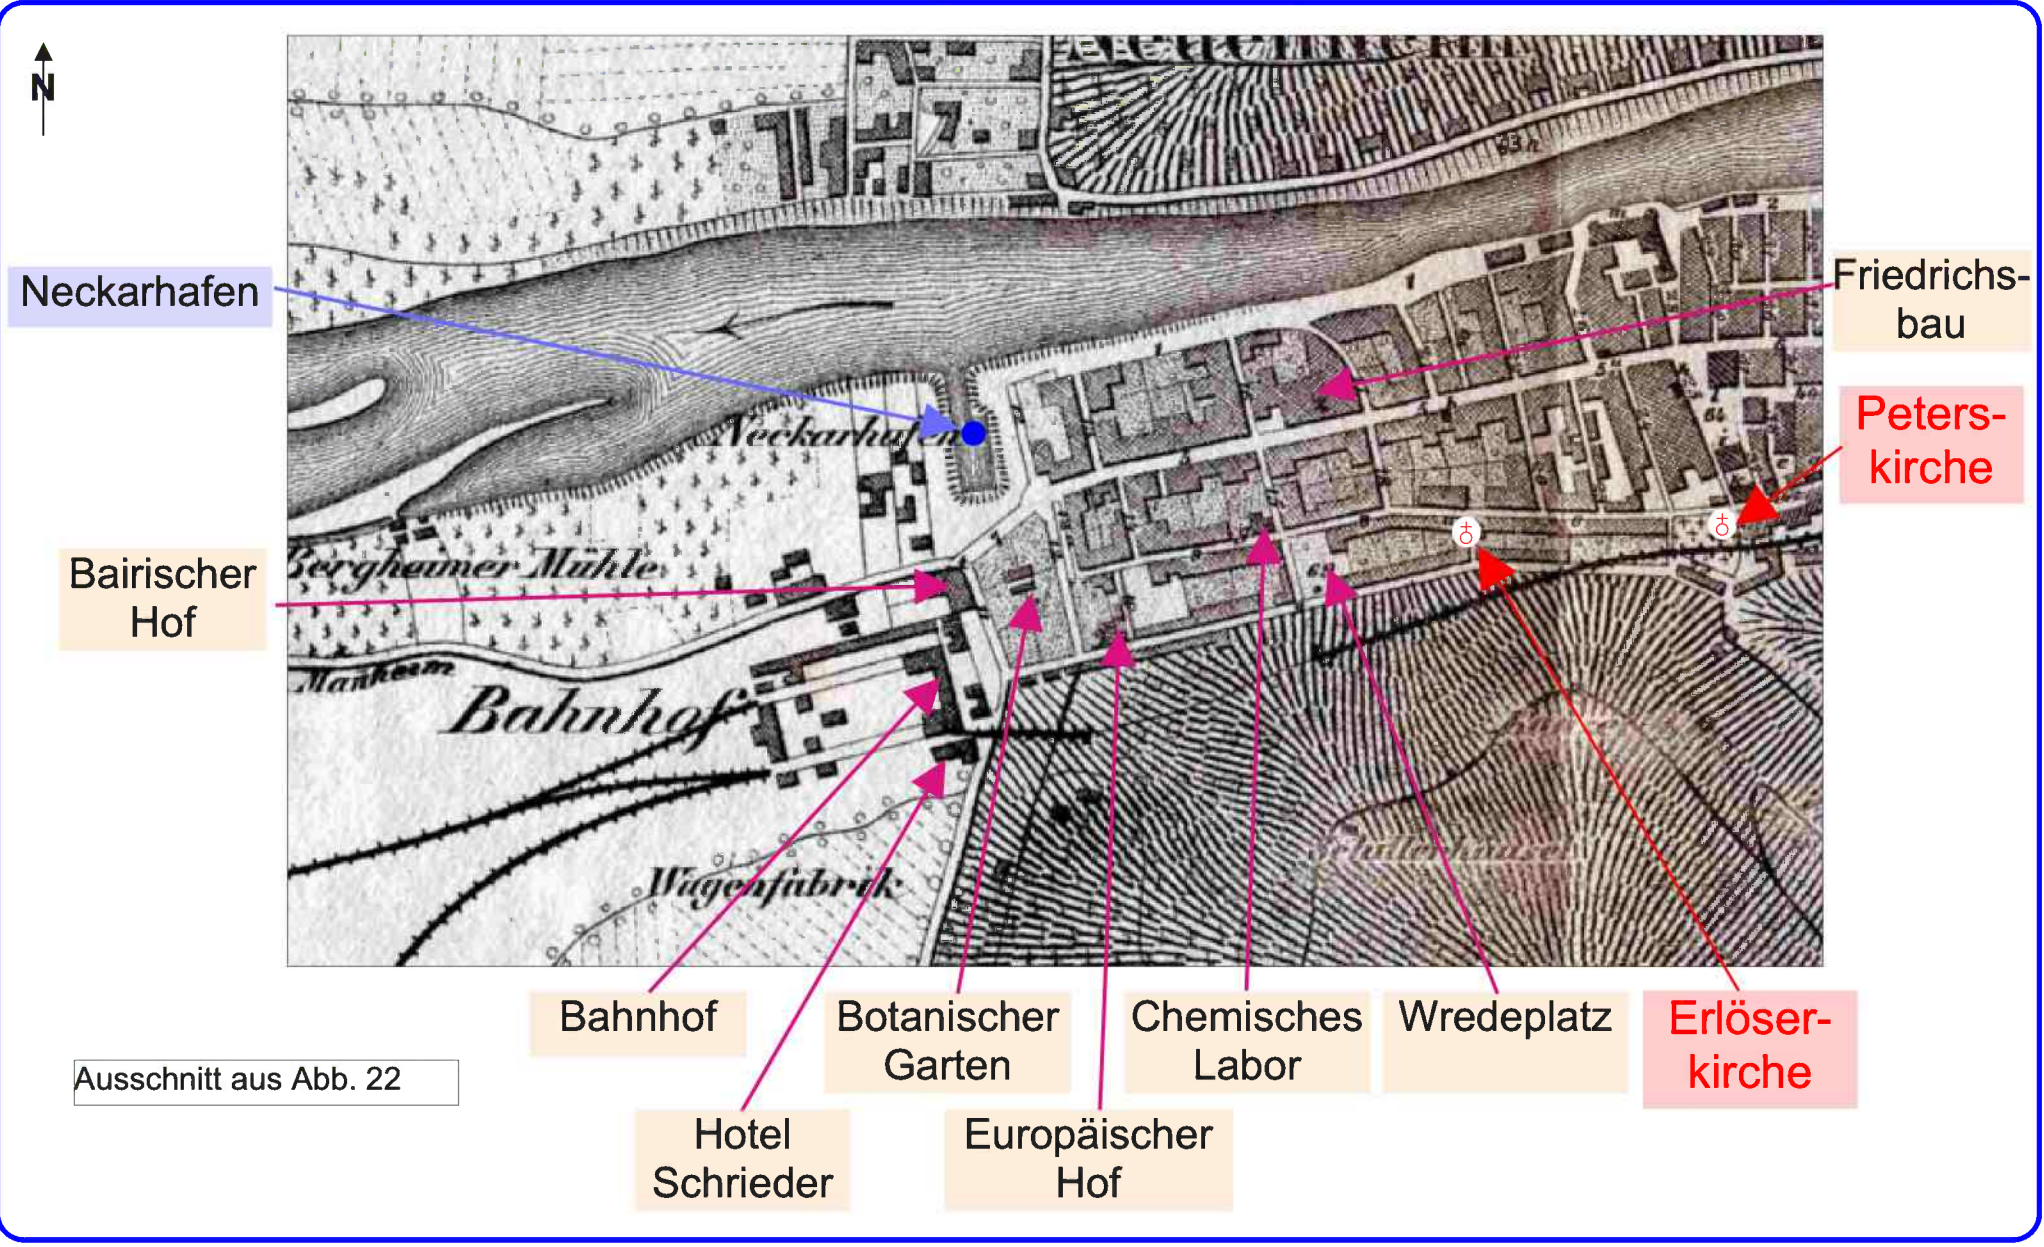 N
Neckarhafen
Friedrichs-
bau
Peters-
kirche
Neckarhafen
Bairischer
Hof
Bergheimer Mühle
Manheim
Bahnhof
Wagenfabrik
Bahnhof
Botanischer
Garten
Chemisches
Labor
Wredeplatz
Erlöser-
kirche
Ausschnitt aus Abb. 22
Hotel
Schrieder
Europäischer
Hof